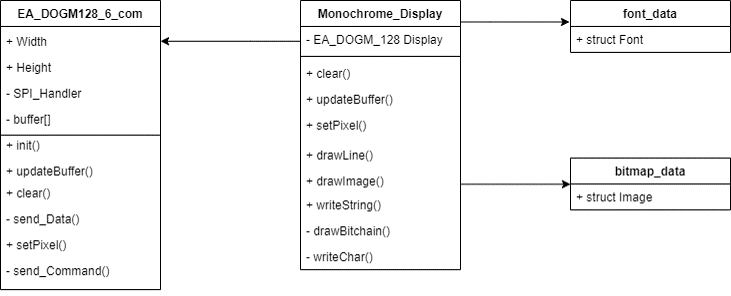 EA_DOGM128_6_com
+ Width
+ Height
- SPI_Handler
- buffer[]
+ init()
+ updateBuffer()
+ clear()
- send_Data()
+ setPixel()
- send_Command()
Monochrome_Display
- EA_DOGM_128 Display
+ clear()
+ updateBuffer()
+ setPixel()
+ drawLine()
+ drawImage()
+ writeString()
- drawBitchain()
- writeChar()
font_data
+ struct Font
bitmap_data
+ struct Image